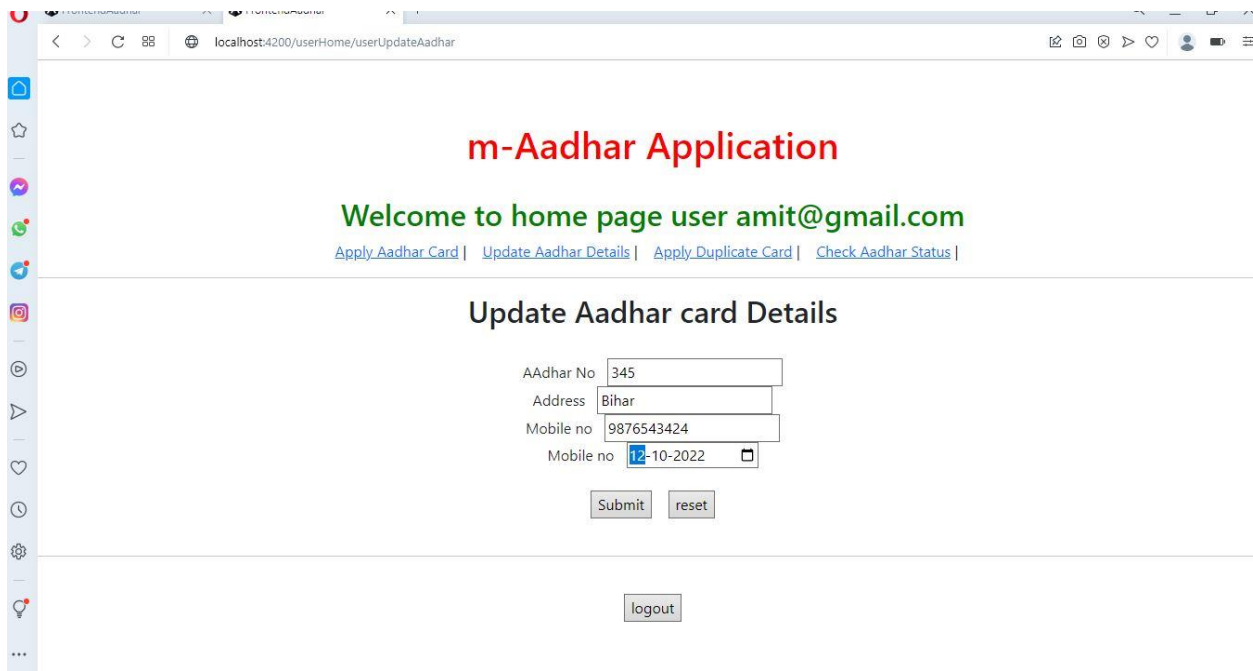 FrontendAadhar FrontendAadhar
localhost:4200/userHome/userUpdateAadhar
m-Aadhar Application
Welcome to home page user amit@gmail.com
Apply Aadhar Card | Update Aadhar Details | Apply Duplicate Card | Check Aadhar Status |
Update Aadhar card Details
AAdhar No 345
Address Bihar
Mobile no 9876543424
Mobile no 12-10-2022
Submit reset
logout